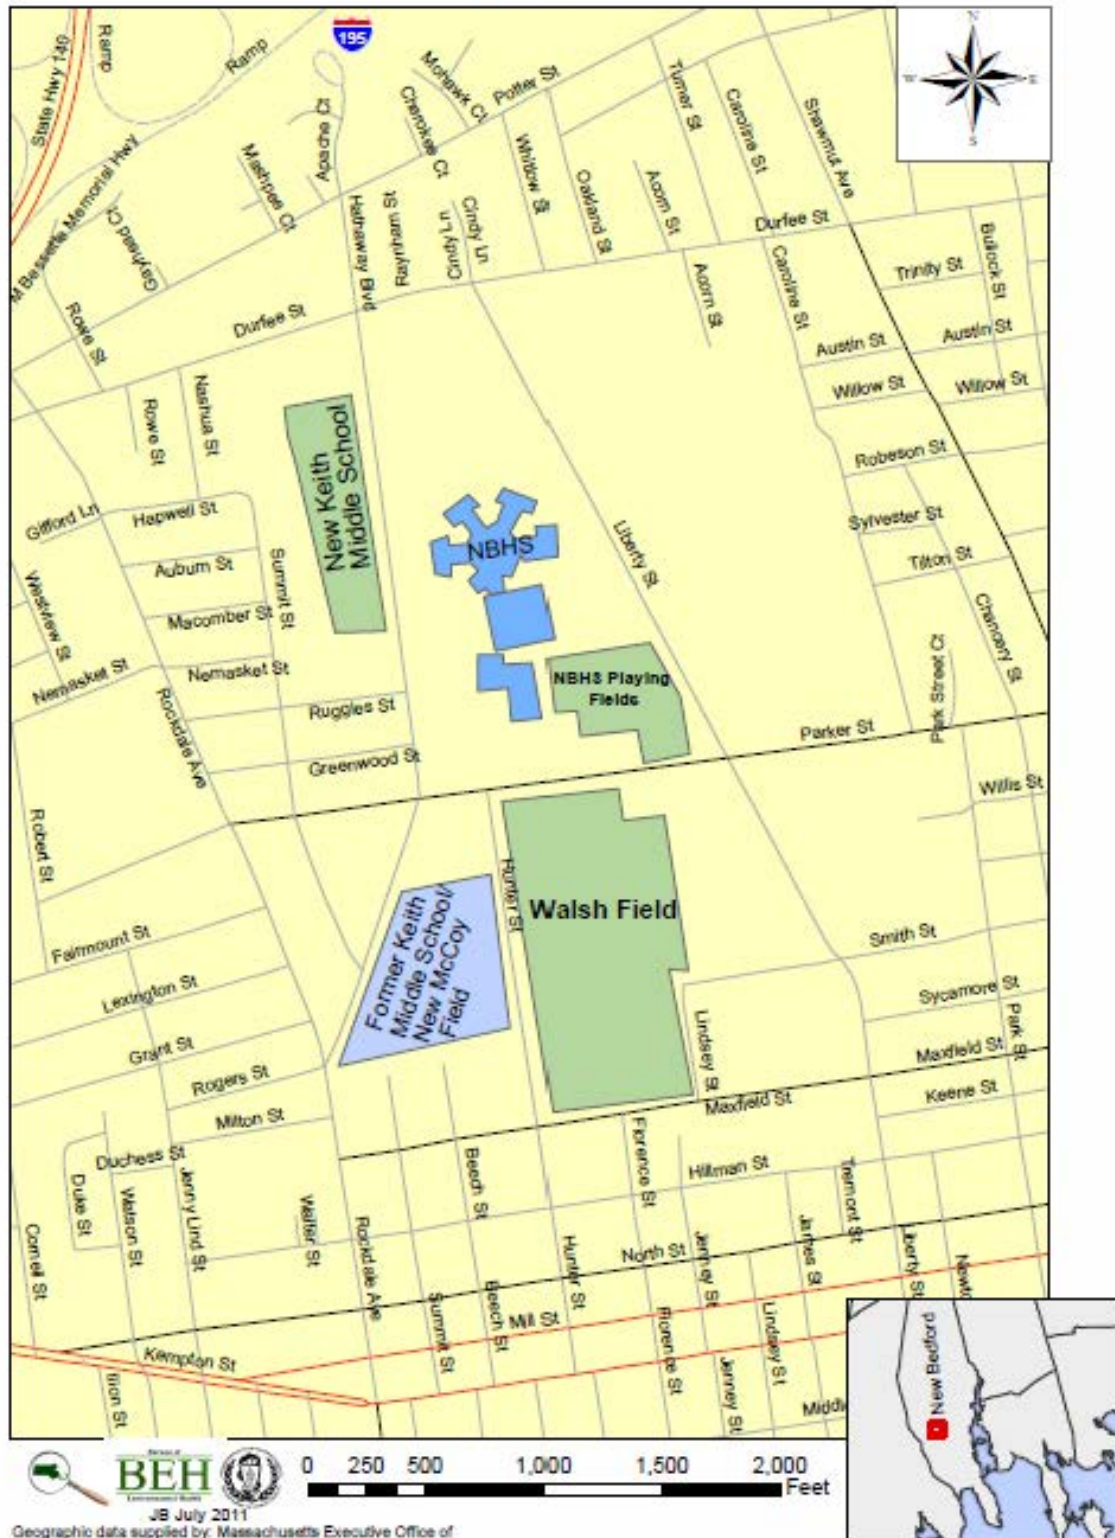 195
State Hwy 140
Ramp
Ramp
M Bessette Memorial Hwy
Mohawk Ct
Potter St
Cherokee Ct
Apache Ct
Mashpee Ct
Gayhead Ct
Rowe St
Hathaway Blvd
Raynham St
Cindy Ln
Cindy Ln
Whitlow St
Oakland St
Acorn St
Turner St
Caroline St
Shawmut Ave
N
W
E
S
Durfee St
Durfee St
Acorn St
Caroline St
Trinity St
Bullock St
Austin St
Austin St
Willow St
Willow St
Robeson St
Sylvester St
Tilton St
Chancery St
Park Street Ct
Rowe St
Nashua St
Gifford Ln
Hapwell St
Auburn St
Summit St
Macomber St
Westview St
Nemasket St
Nemasket St
Rockdale Ave
Ruggles St
Greenwood St
New Keith
Middle School
NBHS
Liberty St
NBHS Playing
Fields
Parker St
Willis St
Robert St
Hunter St
Walsh Field
Former Keith
Middle School/
New McCoy
Field
Smith St
Sycamore St
Park St
Maxfield St
Keene St
Lindsey St
Maxfield St
Fairmount St
Lexington St
Grant St
Rogers St
Milton St
Duchess St
Duke St
Watson St
Jenny Lind St
Cornell St
Walter St
Rockdale Ave
Beech St
Florence St
Hillman St
Tremont St
James St
North St
Jenney St
Hunter St
Liberty St
Summit St
Beech St
Mill St
Florence St
Lindsey St
Jenney St
Kempton St
New Bedford
BEH
JB July 2011
0 250 500 1,000 1,500 2,000
Feet
Geographic data supplied by: Massachusetts Executive Office of